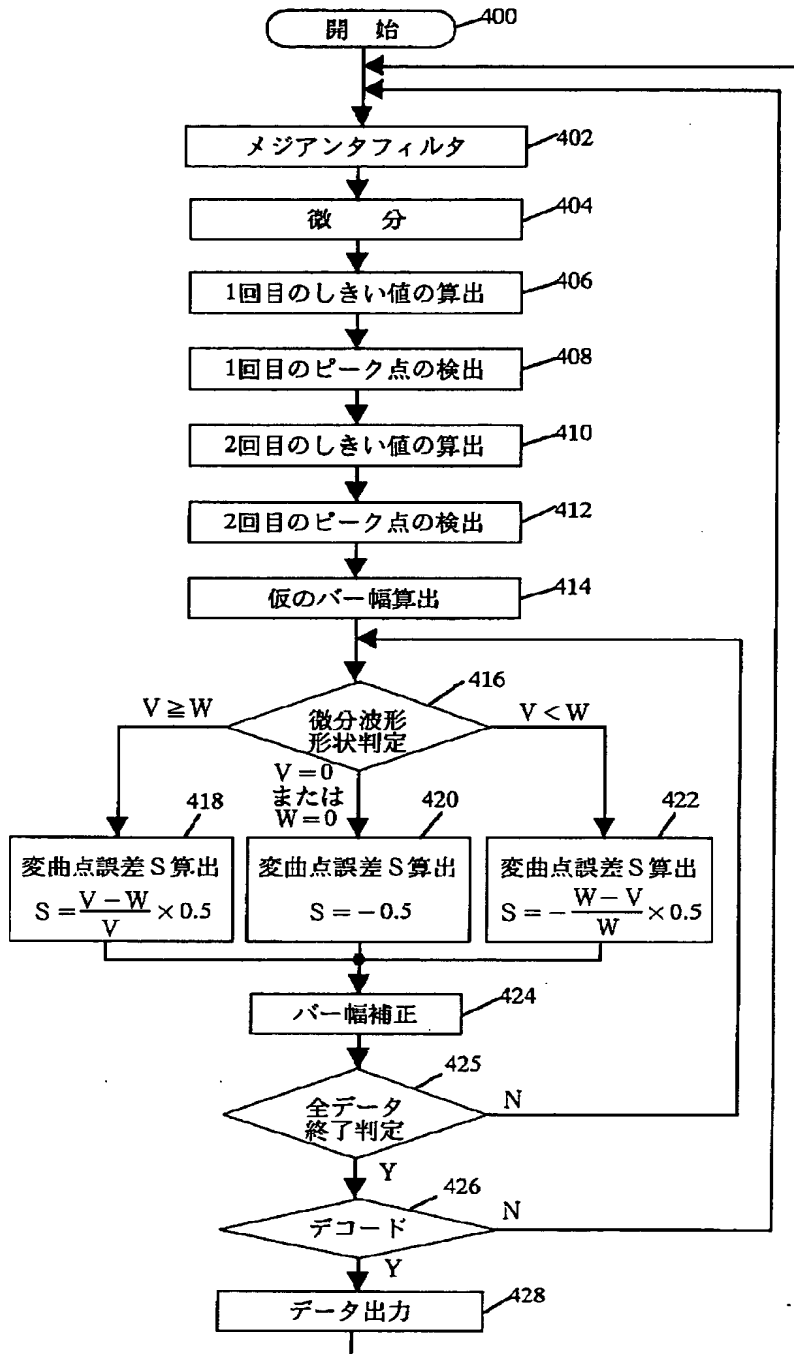 開 始
400
メジアンタフィルタ
402
微 分
404
1回目のしきい値の算出
406
1回目のピーク点の検出
408
2回目のしきい値の算出
410
2回目のピーク点の検出
412
仮のバー幅算出
414
416
V≧W
微分波形
形状判定
V<W
V=0
または
W=0
418
変曲点誤差S算出
S=\frac{V-W}{V}×0.5
420
変曲点誤差S算出
S=-0.5
422
変曲点誤差S算出
S=-\frac{W-V}{W}×0.5
バー幅補正
424
425
全データ
終了判定
N
Y
426
デコード
N
Y
データ出力
428